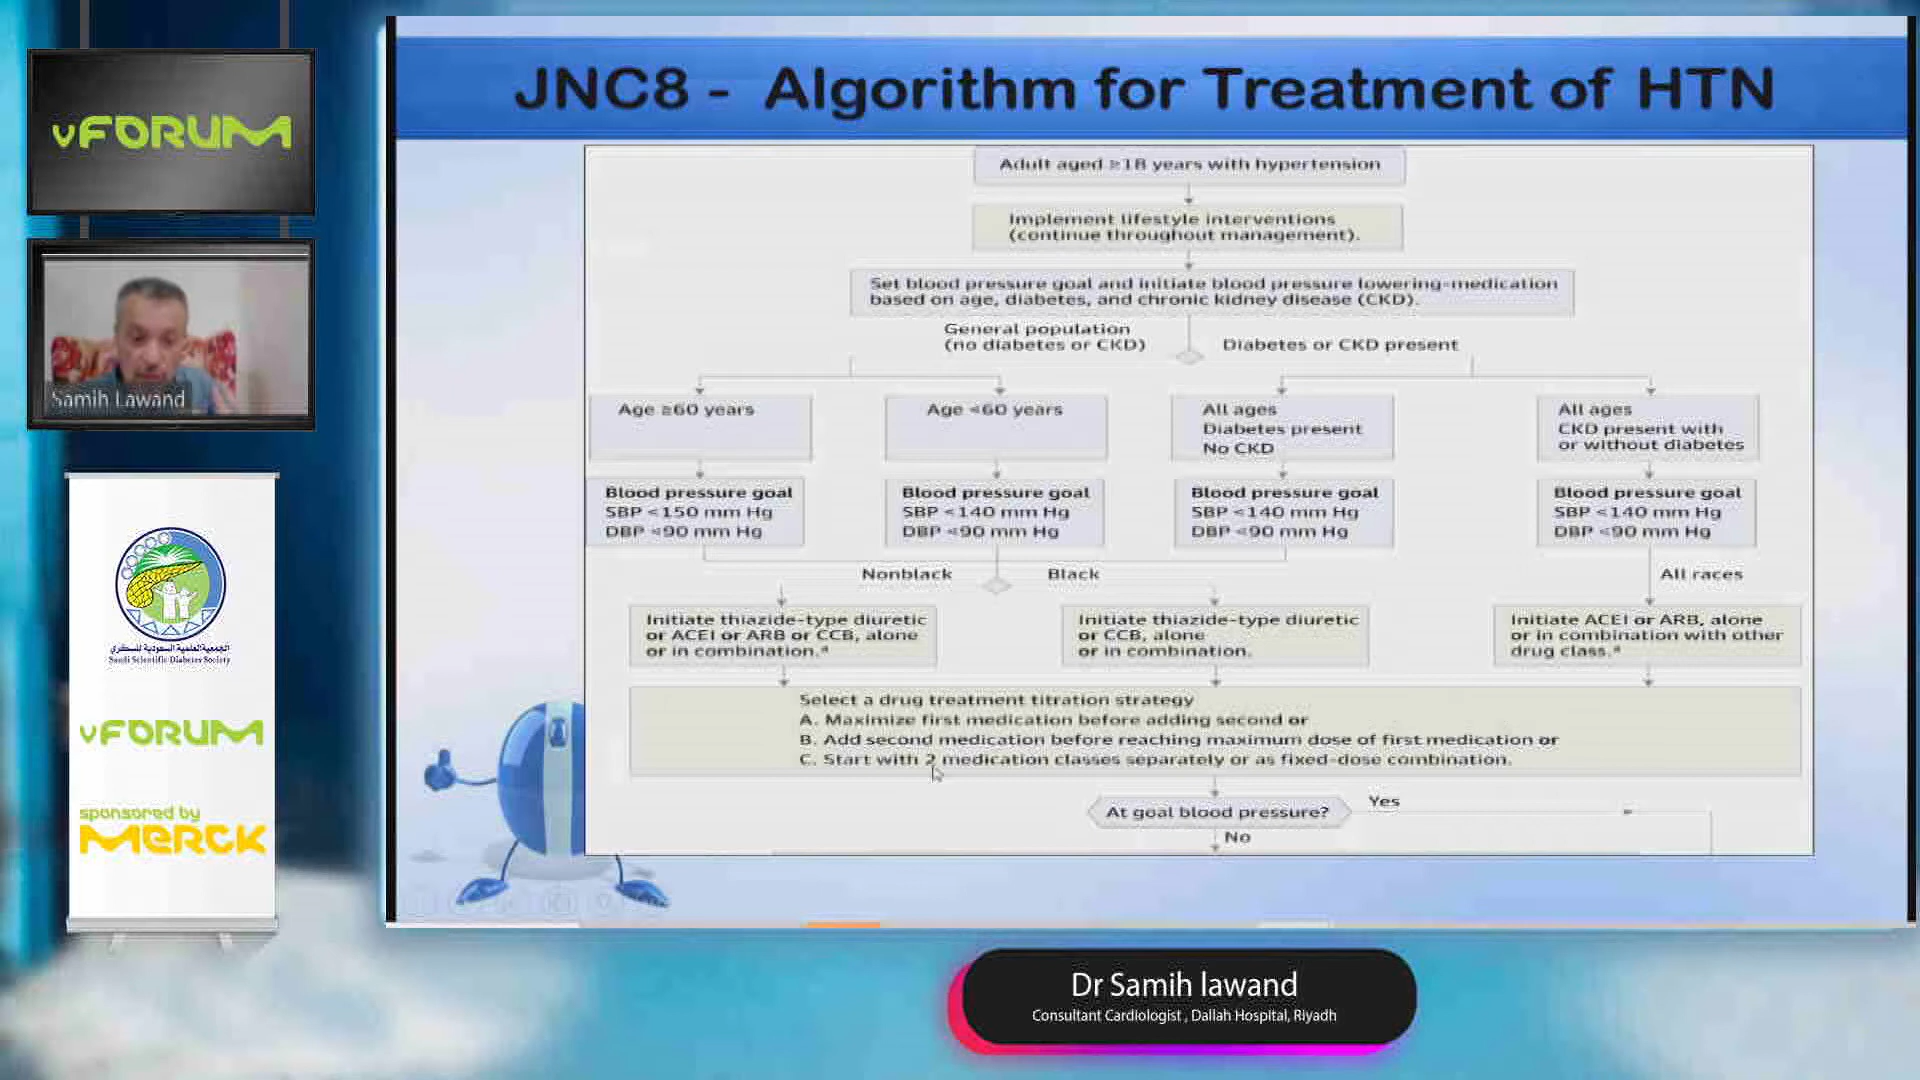 vFORUM
Samih Lawand
الجمعية العلمية السعودية للسكري
Saudi Scientific Diabetes Society
vFORUM
sponsored by
MERCK
JNC8 - Algorithm for Treatment of HTN
Adult aged ≥18 years with hypertension
Implement lifestyle interventions
(continue throughout management).
Set blood pressure goal and initiate blood pressure lowering-medication
based on age, diabetes, and chronic kidney disease (CKD).
General population
(no diabetes or CKD)
Diabetes or CKD present
Age ≥60 years
Age <60 years
All ages
Diabetes present
No CKD
All ages
CKD present with
or without diabetes
Blood pressure goal
SBP <150 mm Hg
DBP <90 mm Hg
Blood pressure goal
SBP <140 mm Hg
DBP <90 mm Hg
Blood pressure goal
SBP <140 mm Hg
DBP <90 mm Hg
Blood pressure goal
SBP <140 mm Hg
DBP <90 mm Hg
Nonblack
Black
All races
Initiate thiazide-type diuretic
or ACEI or ARB or CCB, alone
or in combination.ª
Initiate thiazide-type diuretic
or CCB, alone
or in combination.
Initiate ACEI or ARB, alone
or in combination with other
drug class.ª
Select a drug treatment titration strategy
A. Maximize first medication before adding second or
B. Add second medication before reaching maximum dose of first medication or
C. Start with 2 medication classes separately or as fixed-dose combination.
At goal blood pressure?
Yes
No
Dr Samih lawand
Consultant Cardiologist , Dallah Hospital, Riyadh